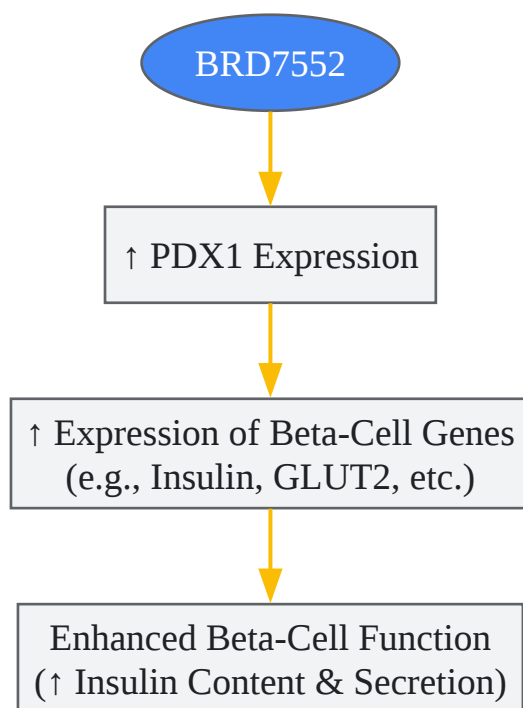 BRD7552
↑ PDX1 Expression
↑ Expression of Beta-Cell Genes
(e.g., Insulin, GLUT2, etc.)
Enhanced Beta-Cell Function
(↑ Insulin Content & Secretion)